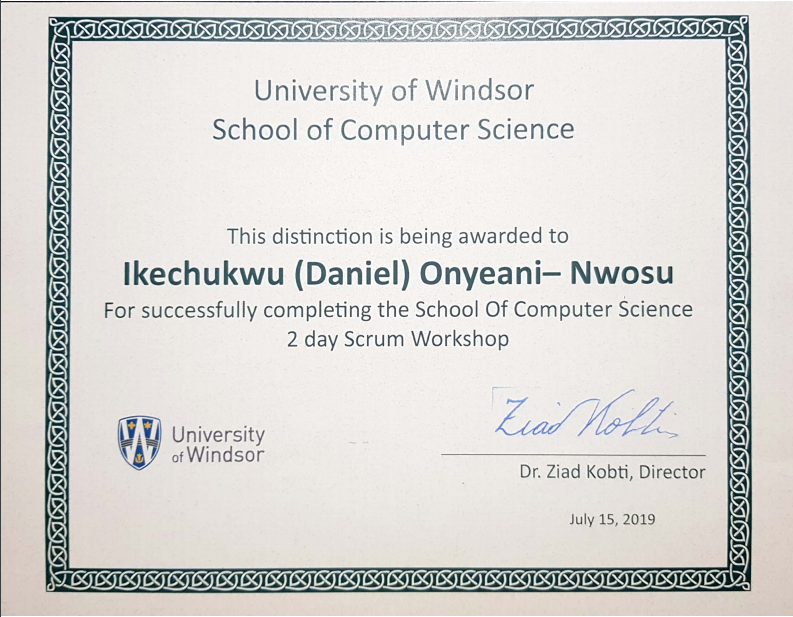 University of Windsor
School of Computer Science
This distinction is being awarded to
Ikechukwu (Daniel) Onyeani– Nwosu
For successfully completing the School Of Computer Science
2 day Scrum Workshop
University
of Windsor
Ziad Kobti
Dr. Ziad Kobti, Director
July 15, 2019